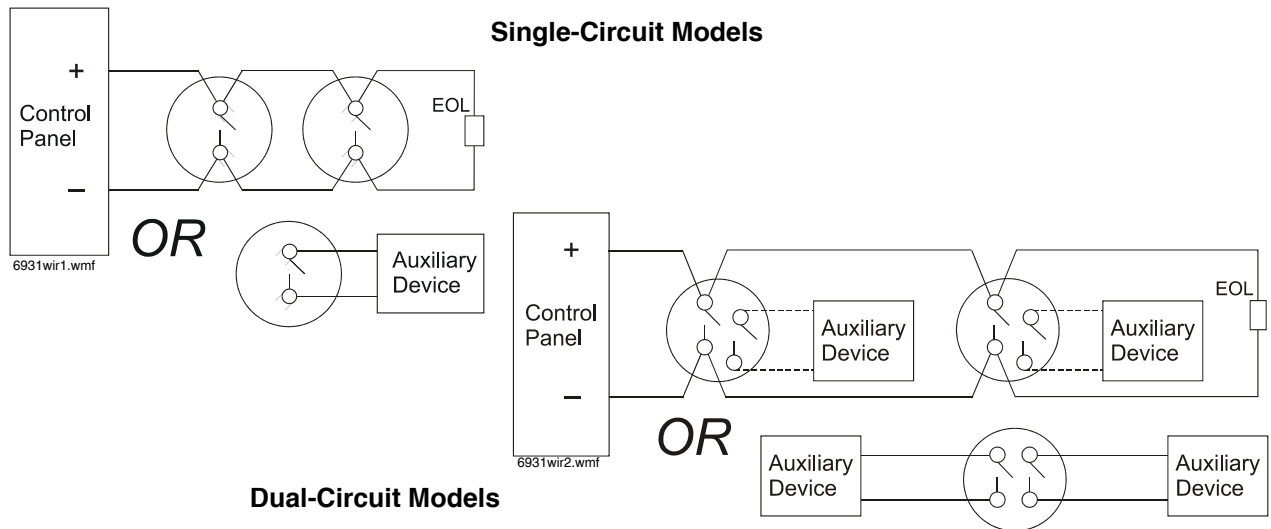 Single-Circuit Models
+
Control
Panel
−
EOL
6931wir1.wmf
OR
Auxiliary
Device
+
Control
Panel
−
Auxiliary
Device
Auxiliary
Device
EOL
6931wir2.wmf
OR
Auxiliary
Device
Auxiliary
Device
Dual-Circuit Models